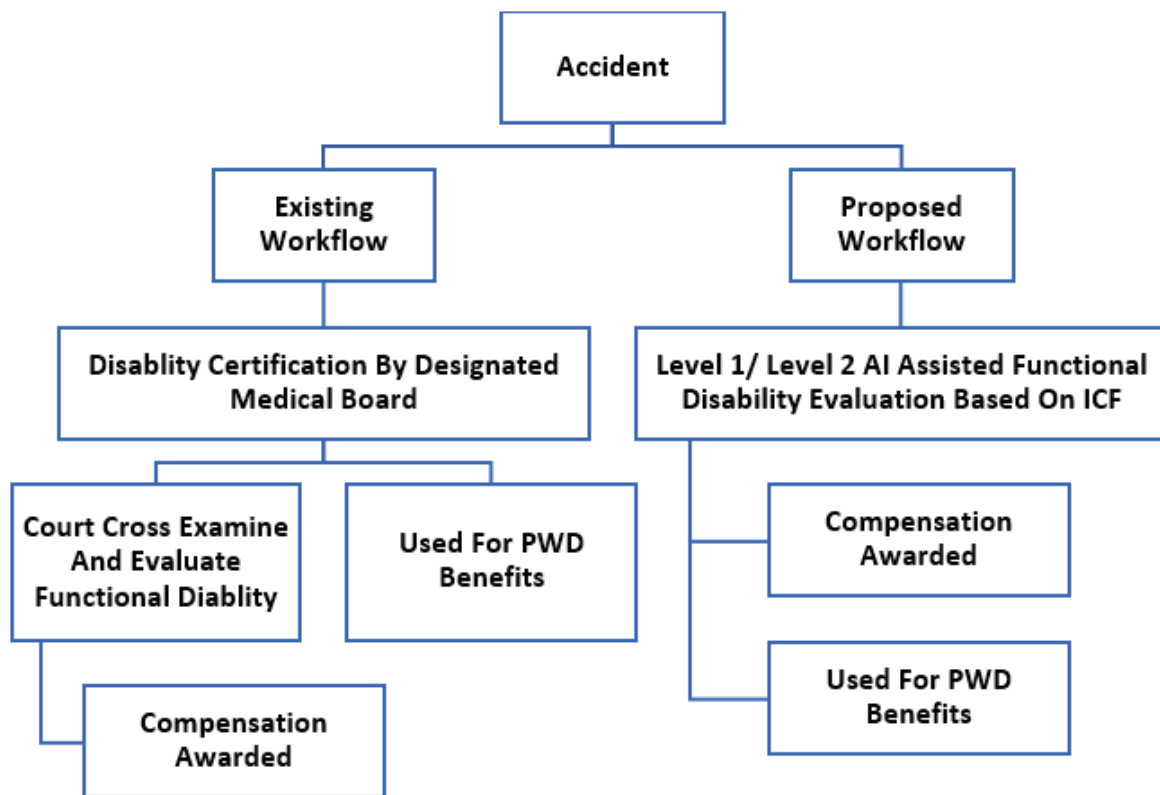 Accident
Existing
Workflow
Proposed
Workflow
Disablity Certification By Designated
Medical Board
Level 1/ Level 2 AI Assisted Functional
Disability Evaluation Based On ICF
Court Cross Examine
And Evaluate
Functional Diablity
Used For PWD
Benefits
Compensation
Awarded
Compensation
Awarded
Used For PWD
Benefits